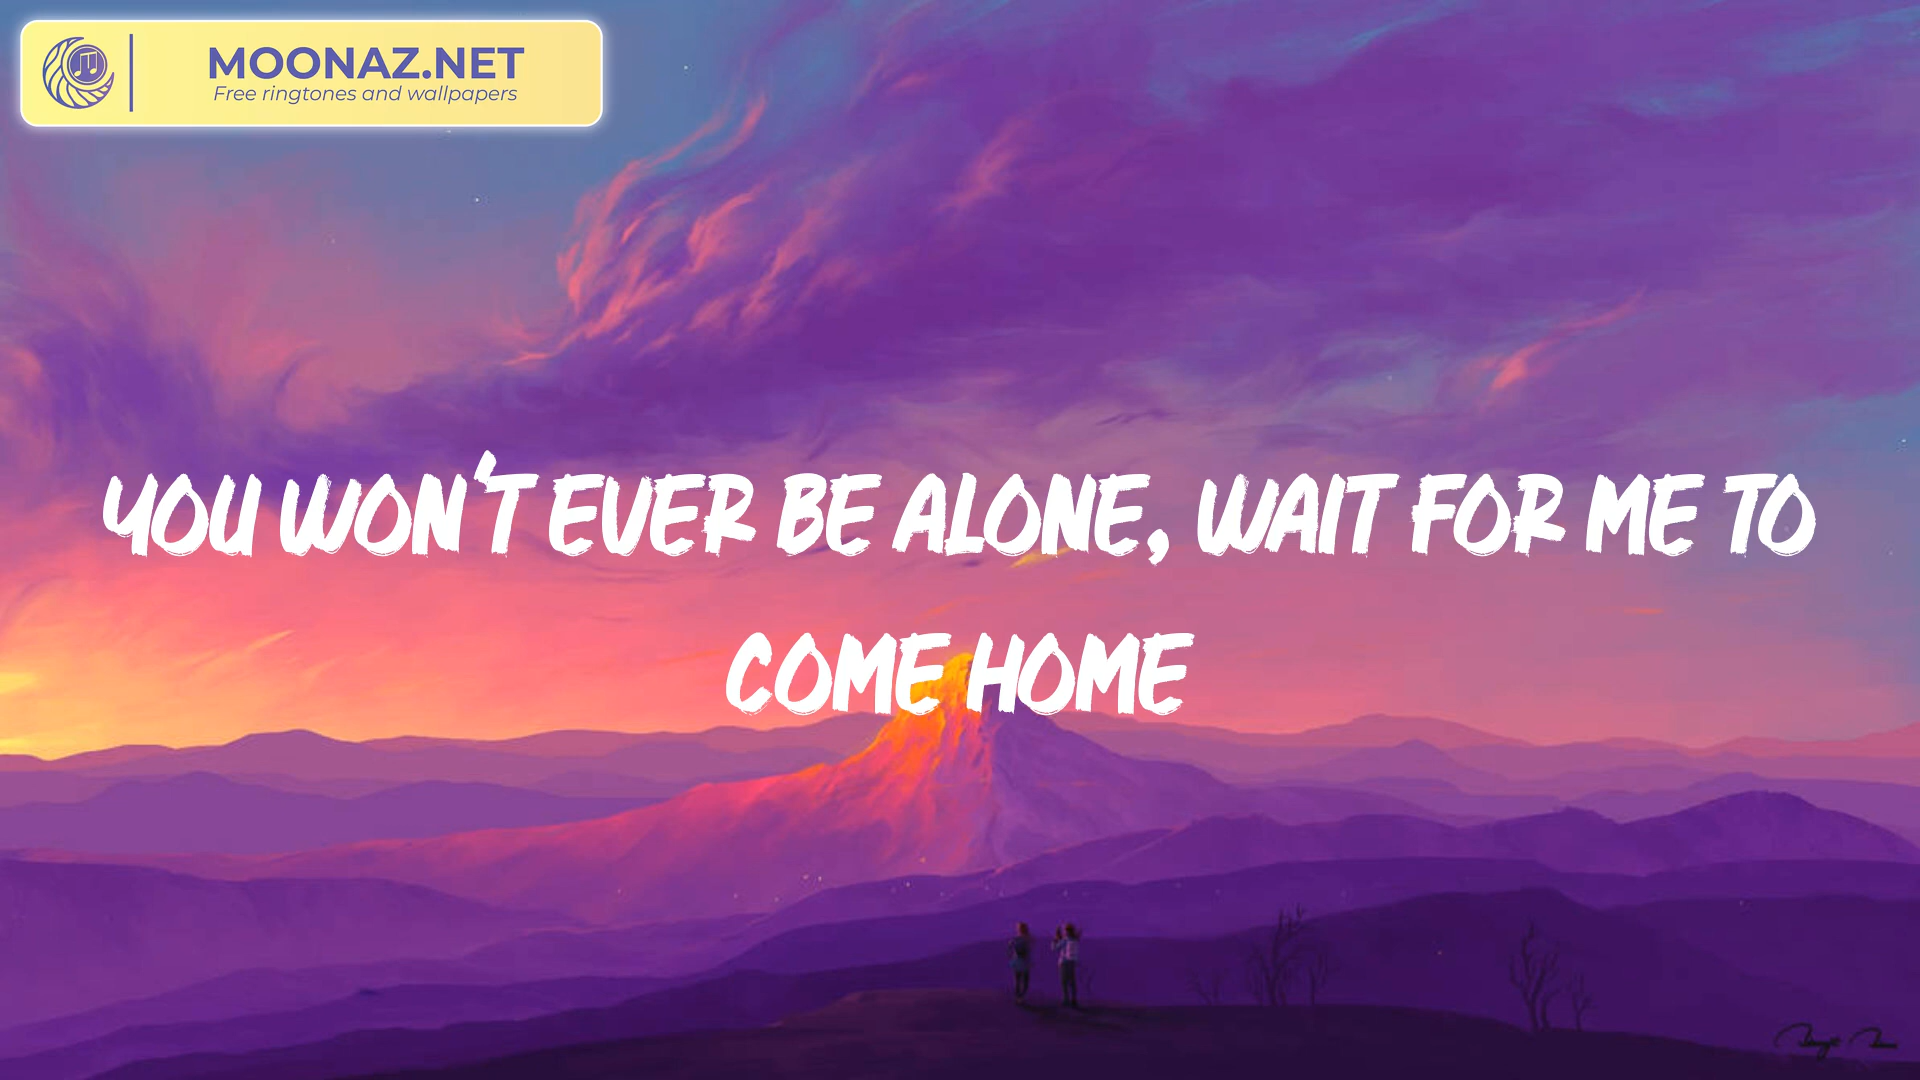 MOONAZ.NET
Free ringtones and wallpapers
YOU WON'T EVER BE ALONE, WAIT FOR ME TO
COME HOME